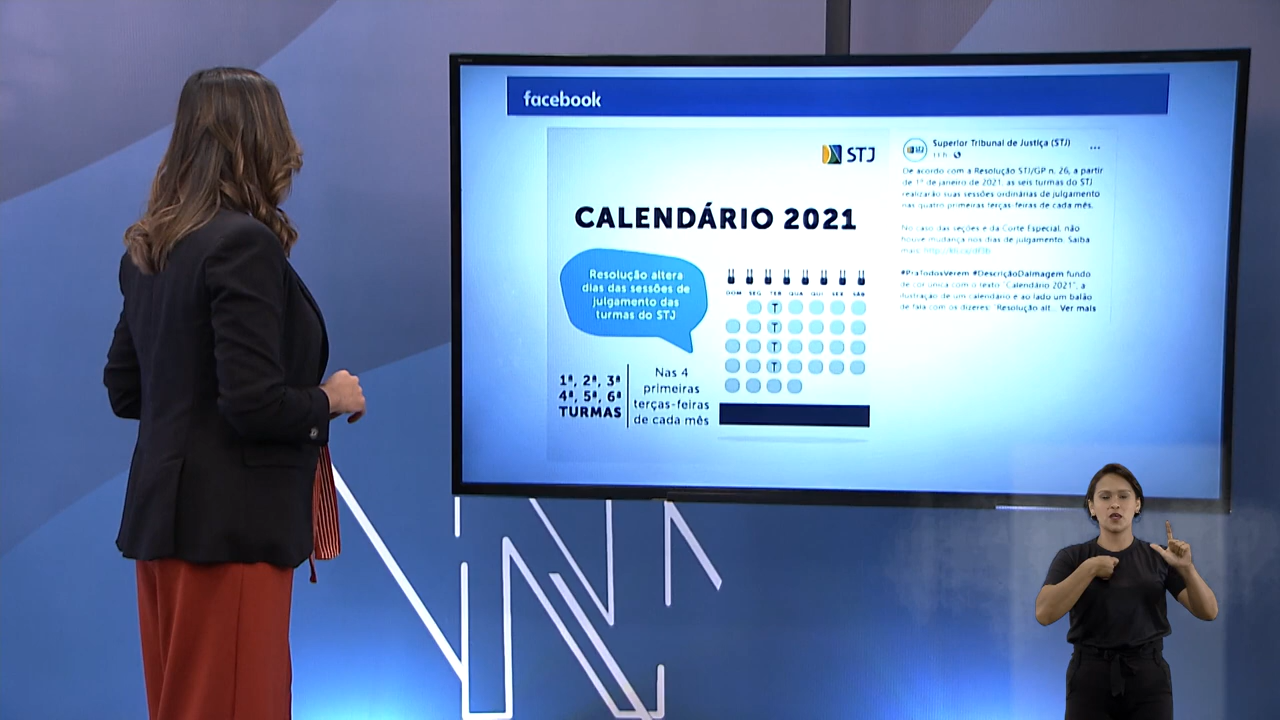 facebook
STJ
CALENDÁRIO 2021
Resolução altera
dias das sessões de
julgamento das
turmas do STJ
1ª, 2ª, 3ª
4ª, 5ª, 6ª
TURMAS
Nas 4
primeiras
terças-feiras
de cada mês
DOM SEG TER QUA QUI SEX SÁB
T
T
T
T
Superior Tribunal de Justiça (STJ)
11 h
De acordo com a Resolução STJ/GP n. 26, a partir
de 1º de janeiro de 2021, as seis turmas do STJ
realizarão suas sessões ordinárias de julgamento
nas quatro primeiras terças-feiras de cada mês.
No caso das seções e da Corte Especial, não
houve mudança nos dias de julgamento. Saiba
mais:
#PraTodosVerem #DescriçãoDaImagem fundo
de cor única com o texto "Calendário 2021", a
ilustração de um calendário e ao lado um balão
de fala com os dizeres: "Resolução alt... Ver mais